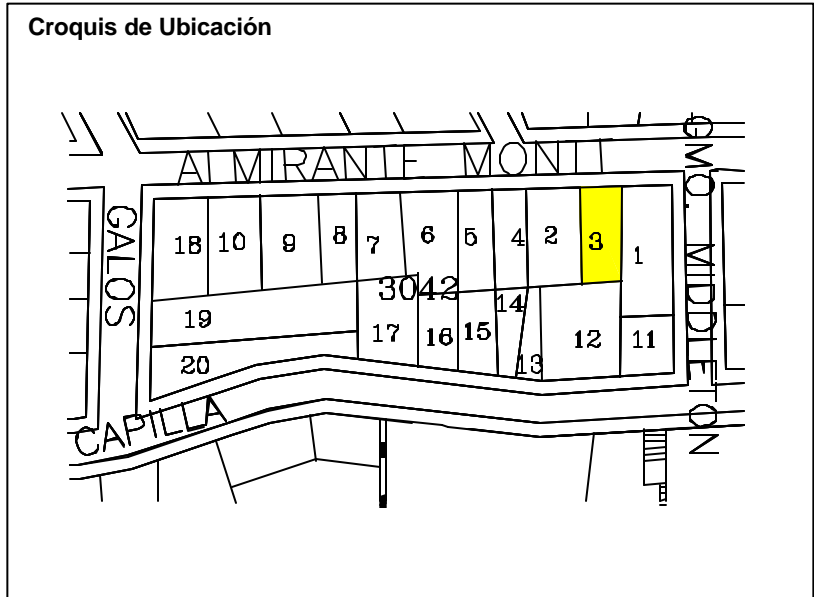 Croquis de Ubicación
ALMIRANTE MONTT
GMO. MIDDLETON
GALOS
18 10 9 8 7 6 5 4 2 3 1
3042
19 17 16 15 14 13 12 11
20
CAPILLA